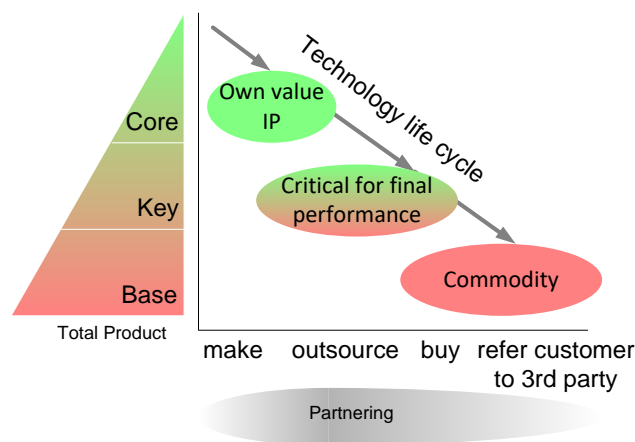 Technology life cycle
Own value
IP
Core
Critical for final
performance
Key
Commodity
Base
Total Product
make outsource buy refer customer
to 3rd party
Partnering